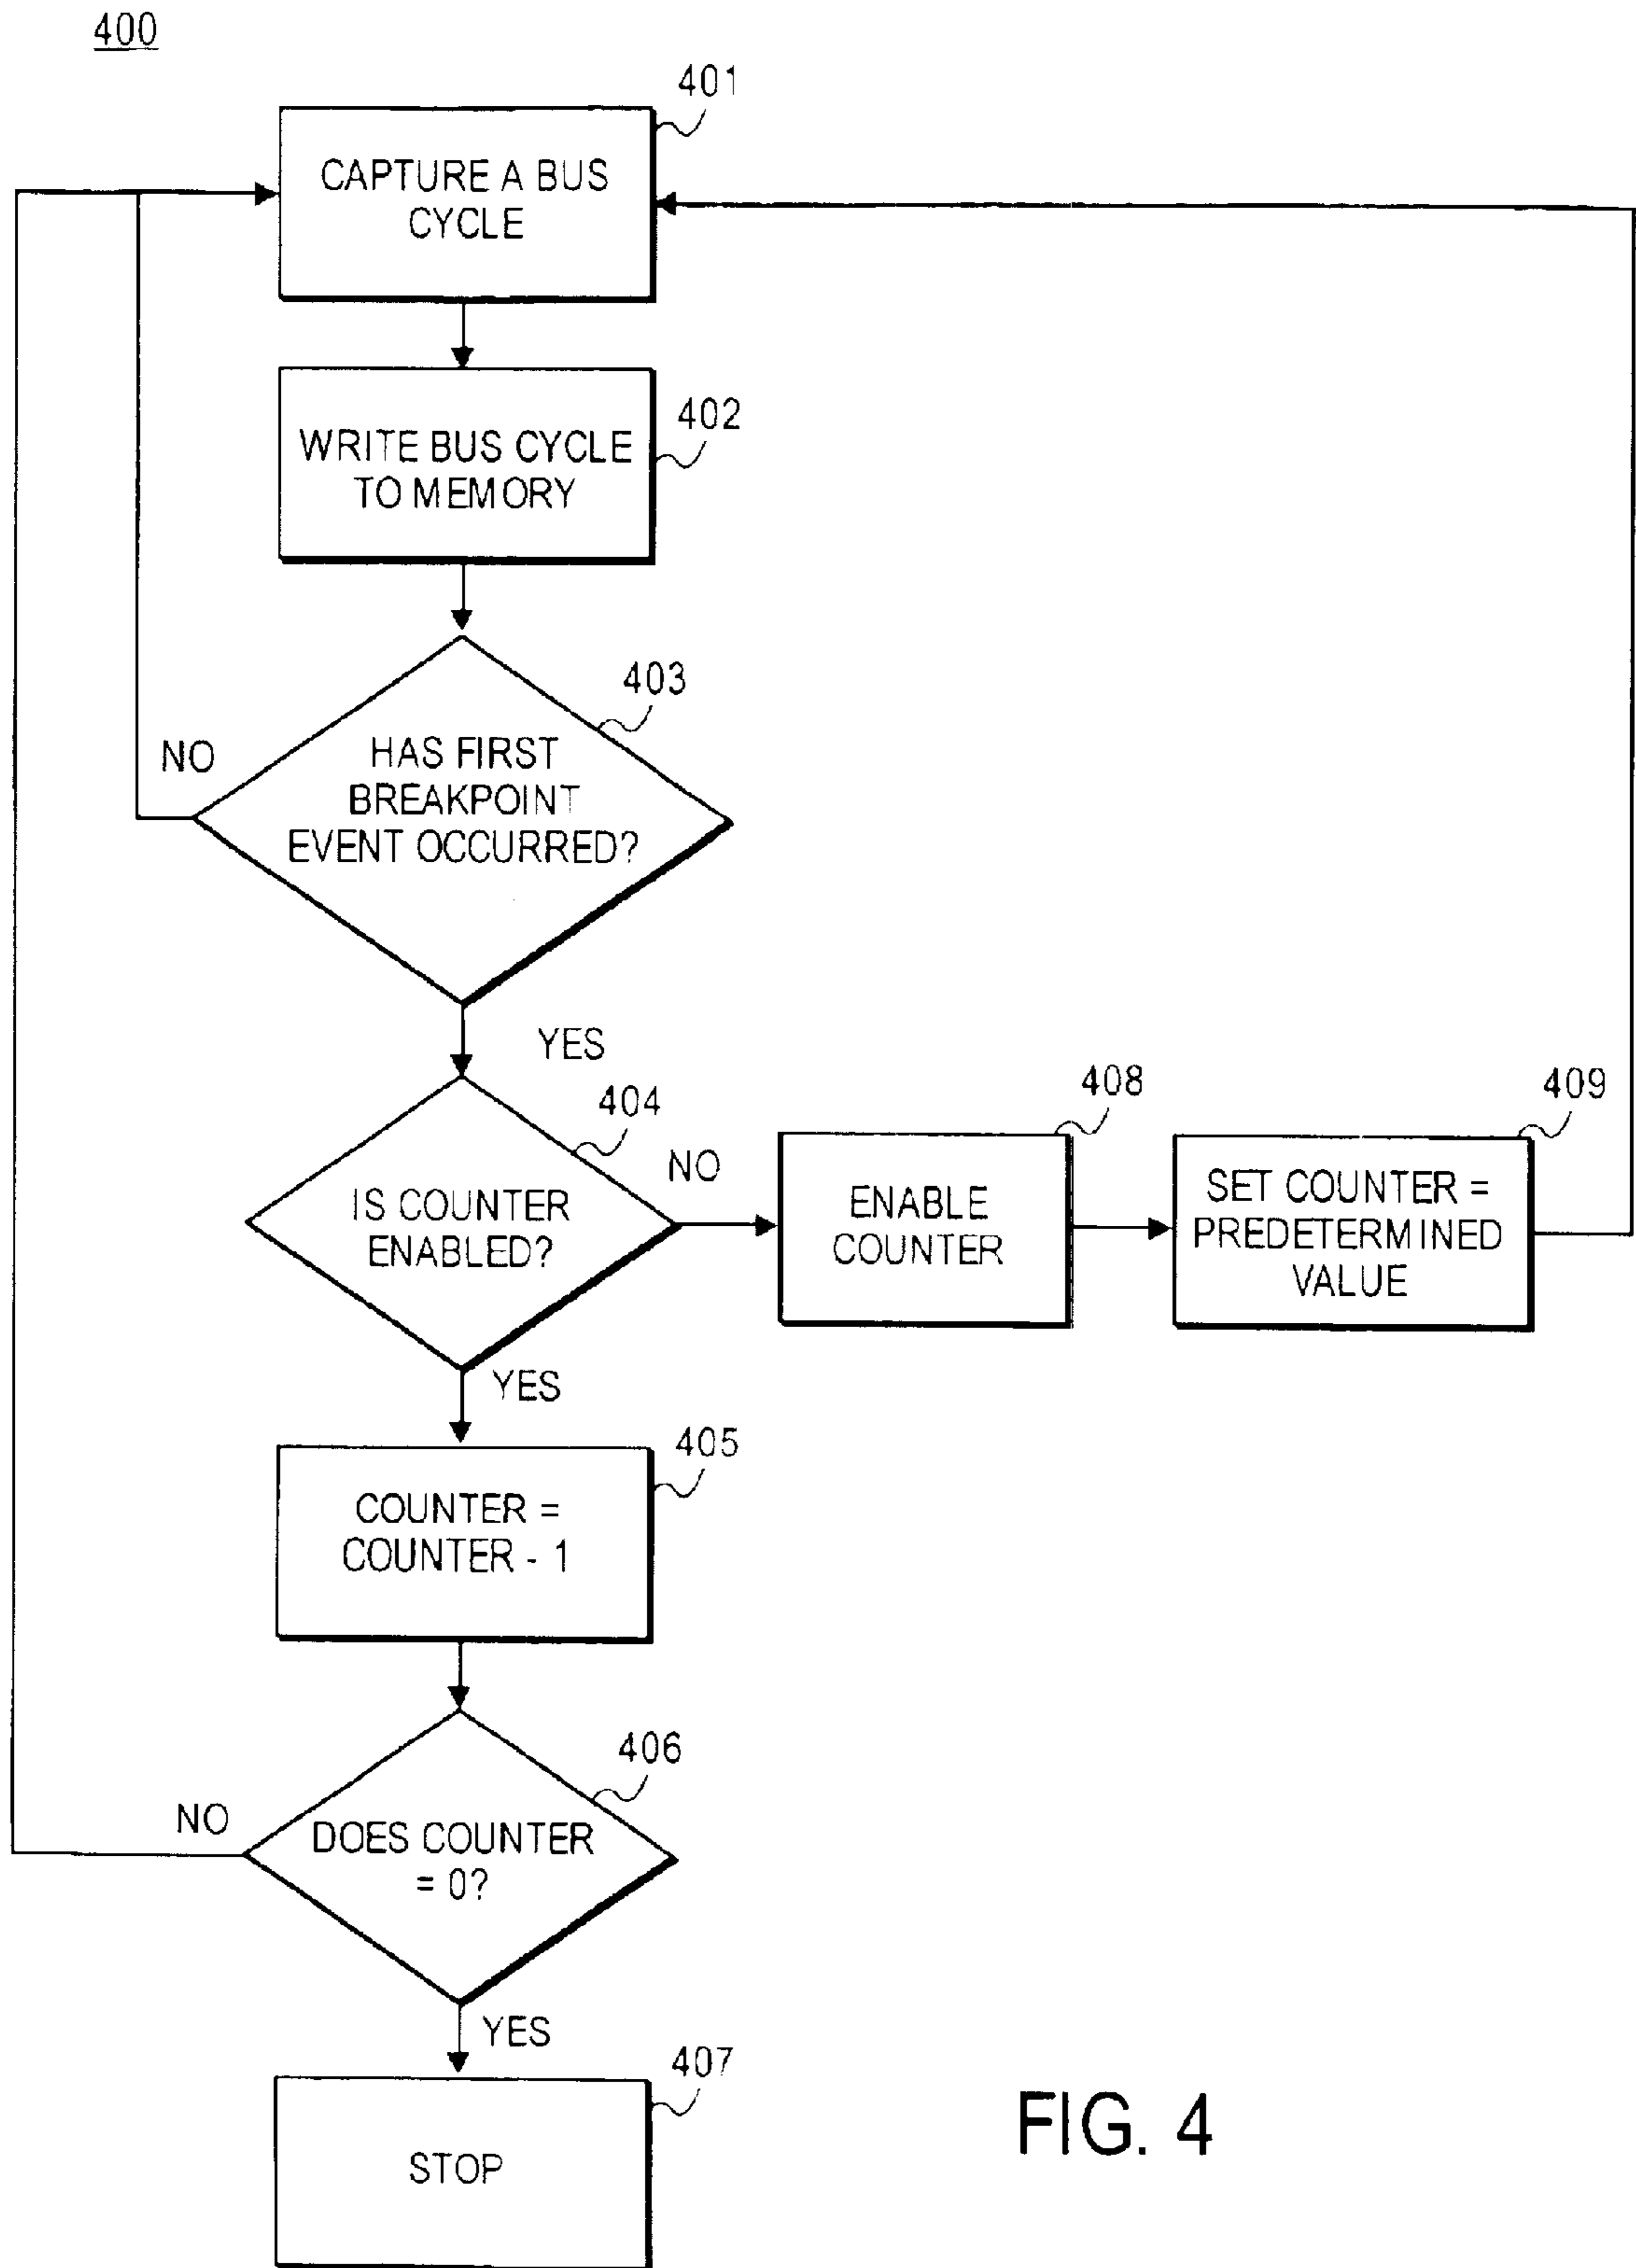 400
401
CAPTURE A BUS
CYCLE
402
WRITE BUS CYCLE
TO MEMORY
403
NO
HAS FIRST
BREAKPOINT
EVENT OCCURRED?
YES
404
NO
IS COUNTER
ENABLED?
408
ENABLE
COUNTER
409
SET COUNTER =
PREDETERMINED
VALUE
YES
405
COUNTER =
COUNTER - 1
406
NO
DOES COUNTER
= 0?
YES
407
STOP
FIG. 4